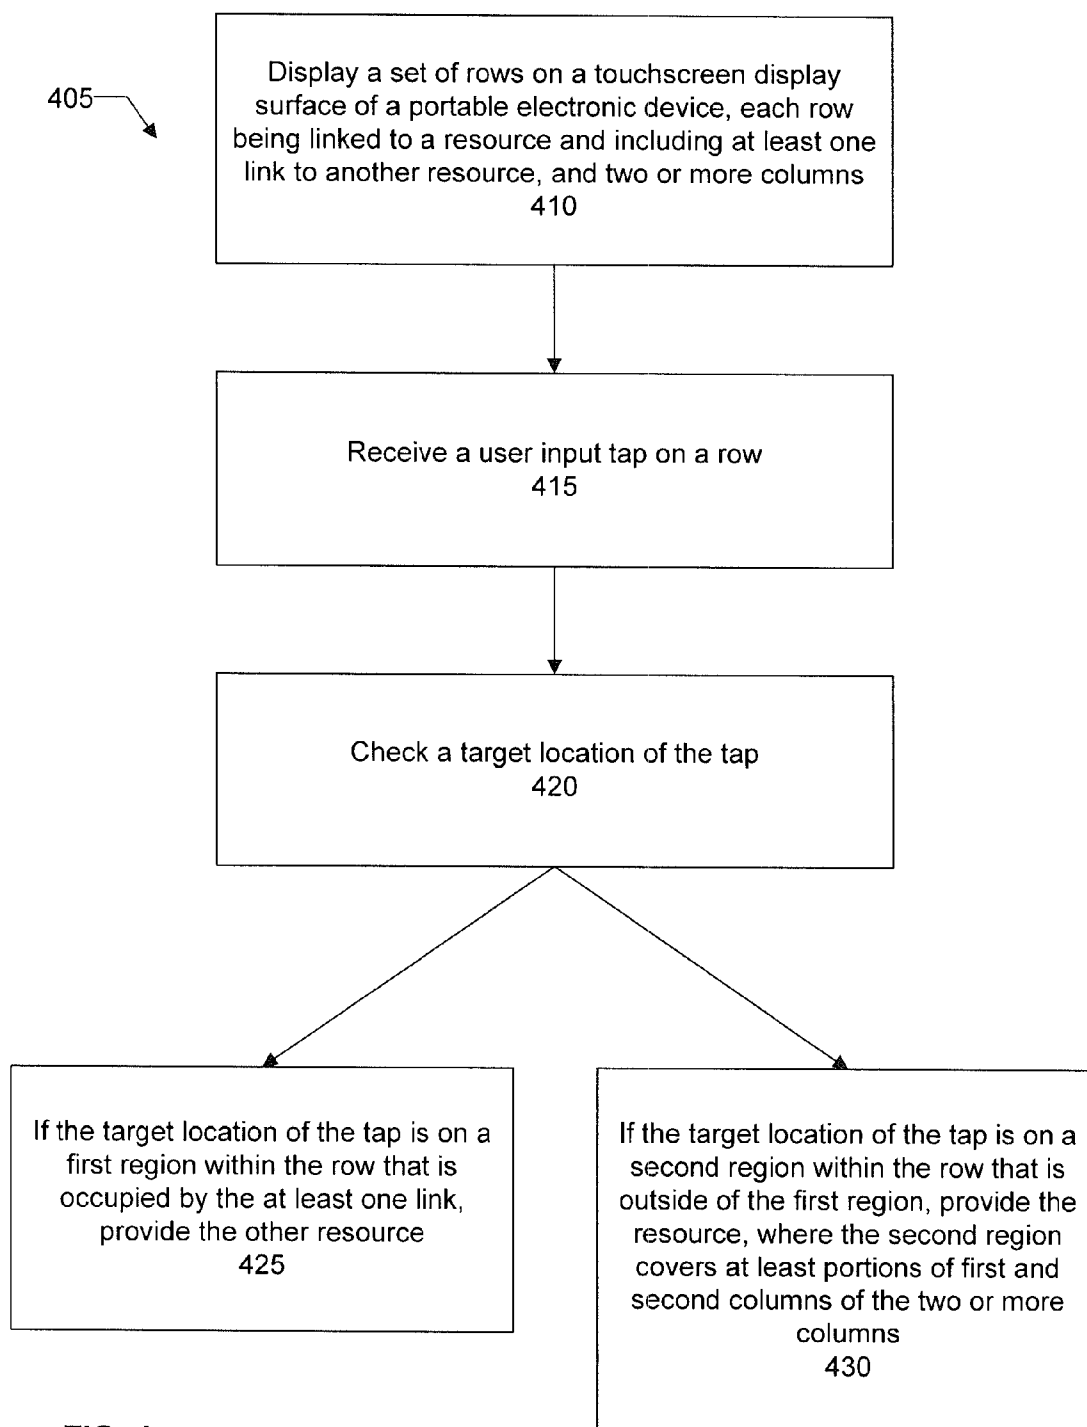 405
Display a set of rows on a touchscreen display
surface of a portable electronic device, each row
being linked to a resource and including at least one
link to another resource, and two or more columns
410
Receive a user input tap on a row
415
Check a target location of the tap
420
If the target location of the tap is on a
first region within the row that is
occupied by the at least one link,
provide the other resource
425
If the target location of the tap is on a
second region within the row that is
outside of the first region, provide the
resource, where the second region
covers at least portions of first and
second columns of the two or more
columns
430